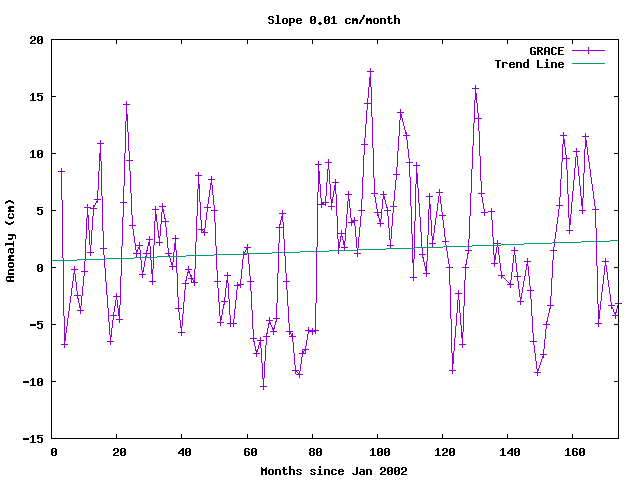 Slope 0.01 cm/month
20
15
10
5
0
-5
-10
-15
Anomaly (cm)
GRACE
Trend Line
0 20 40 60 80 100 120 140 160
Months since Jan 2002